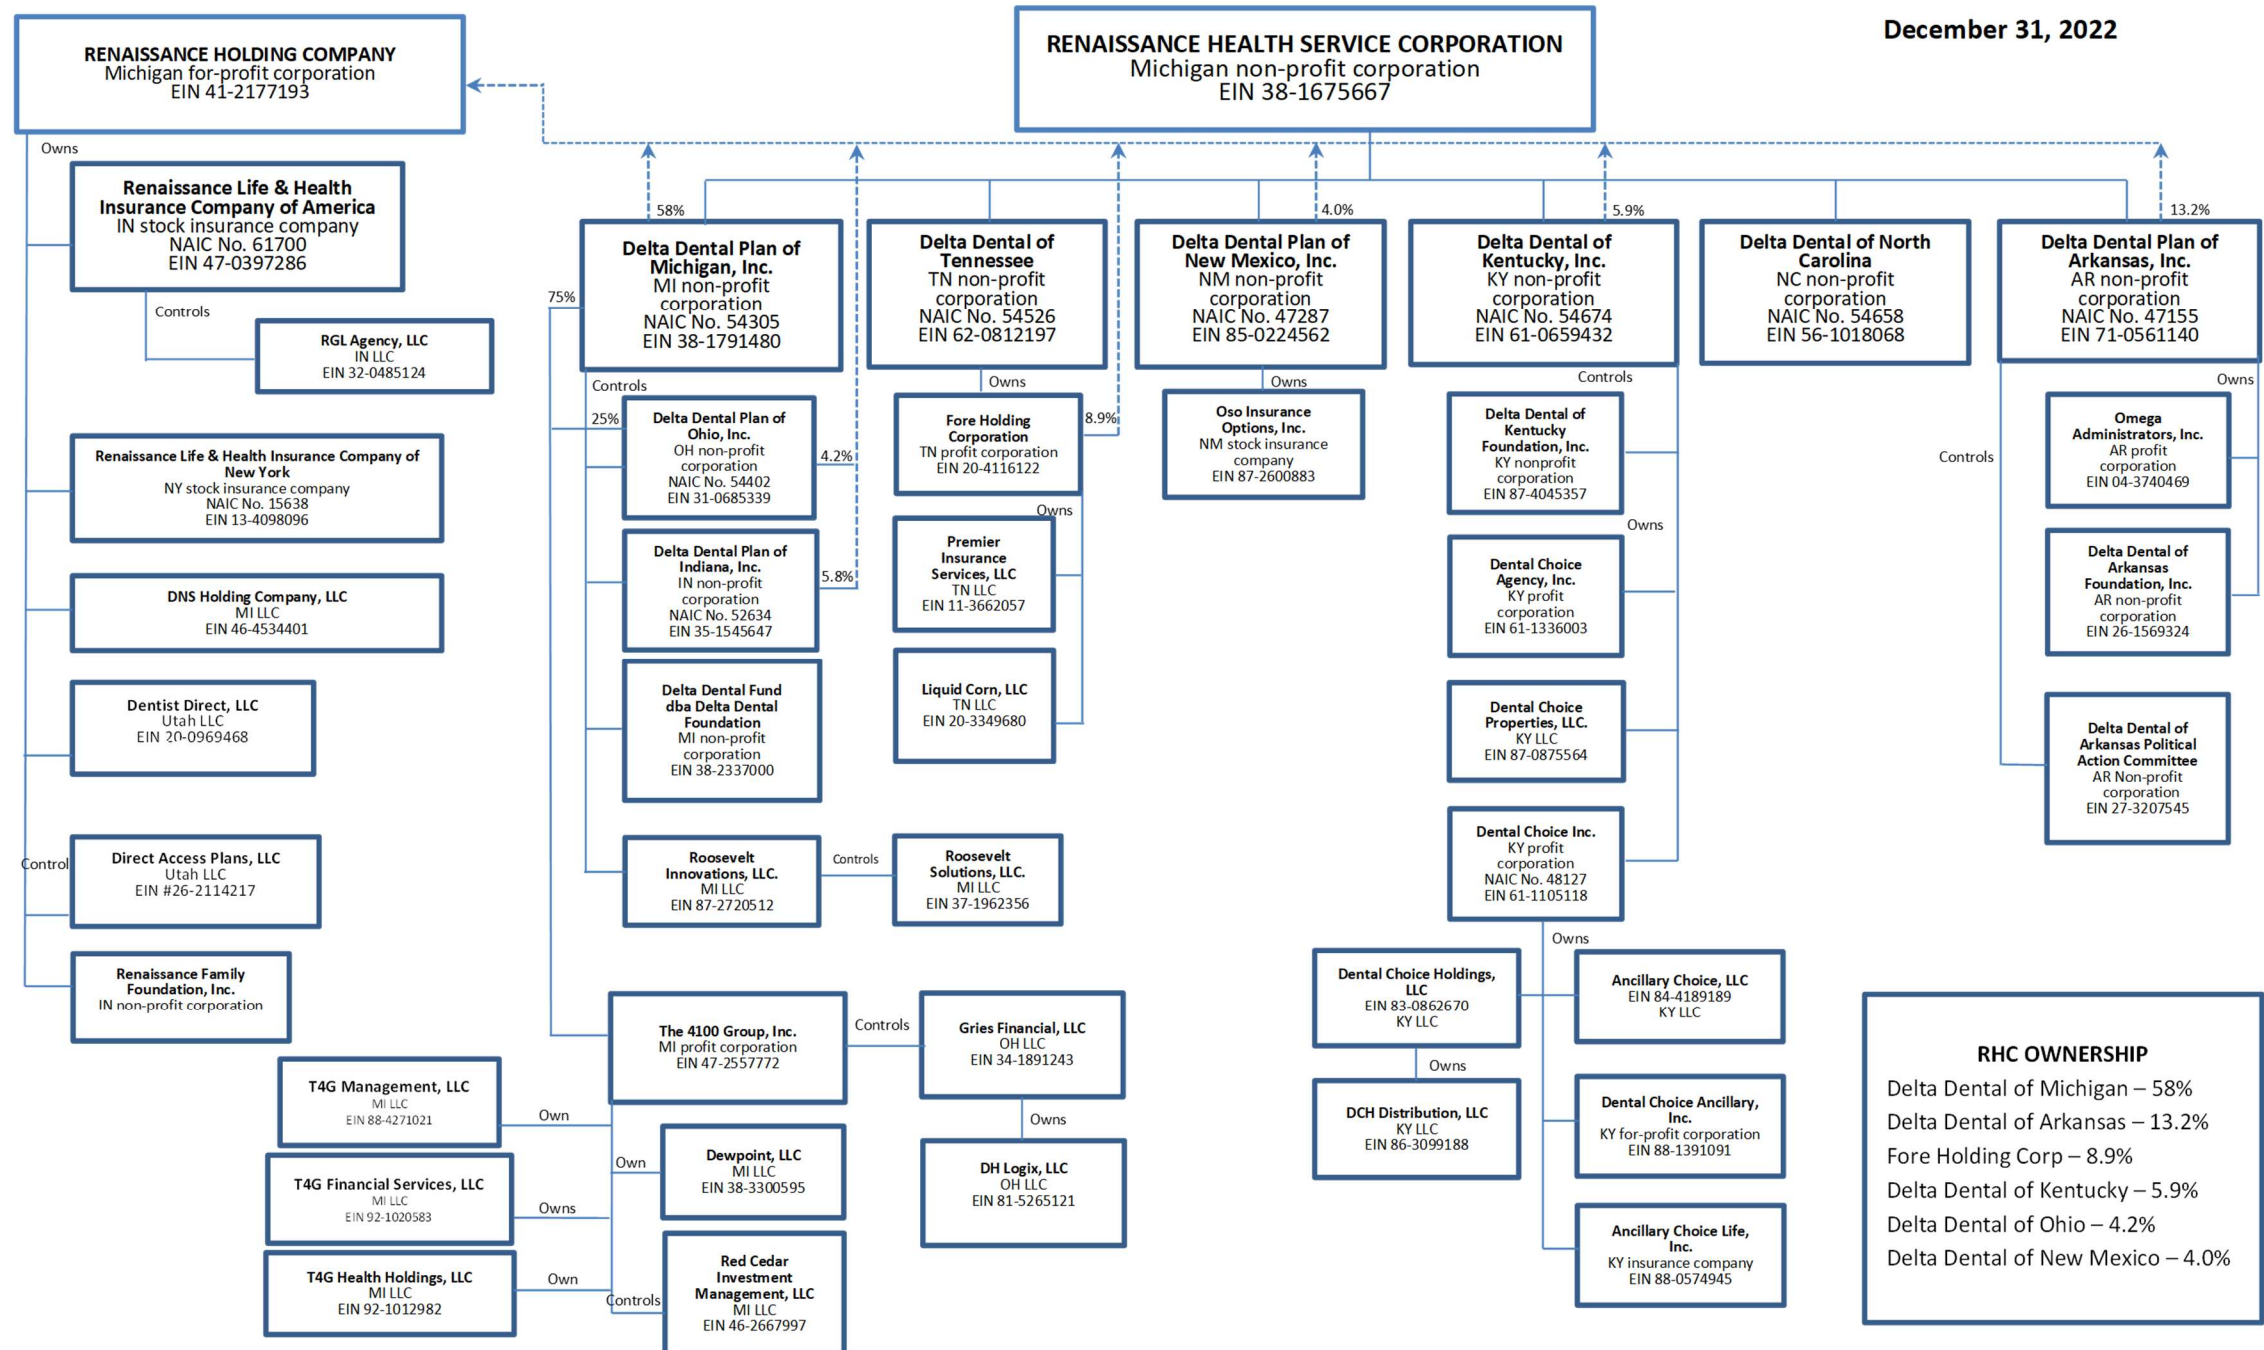 December 31, 2022
RENAISSANCE HOLDING COMPANY
Michigan for-profit corporation
EIN 41-2177193
RENAISSANCE HEALTH SERVICE CORPORATION
Michigan non-profit corporation
EIN 38-1675667
Owns
Renaissance Life & Health
Insurance Company of America
IN stock insurance company
NAIC No. 61700
EIN 47-0397286
Controls
RGL Agency, LLC
IN LLC
EIN 32-0485124
Renaissance Life & Health Insurance Company of
New York
NY stock insurance company
NAIC No. 15638
EIN 13-4098096
DNS Holding Company, LLC
MI LLC
EIN 46-4534401
Dentist Direct, LLC
Utah LLC
EIN 20-0969468
Control
Direct Access Plans, LLC
Utah LLC
EIN #26-2114217
Renaissance Family
Foundation, Inc.
IN non-profit corporation
58%
Delta Dental Plan of
Michigan, Inc.
MI non-profit
corporation
NAIC No. 54305
EIN 38-1791480
75%
Controls
25%
Delta Dental Plan of
Ohio, Inc.
OH non-profit
corporation
NAIC No. 54402
EIN 31-0685339
4.2%
Delta Dental Plan of
Indiana, Inc.
IN non-profit
corporation
NAIC No. 52634
EIN 35-1545647
5.8%
Delta Dental Fund
dba Delta Dental
Foundation
MI non-profit
corporation
EIN 38-2337000
Roosevelt
Innovations, LLC.
MI LLC
EIN 87-2720512
Controls
Roosevelt
Solutions, LLC.
MI LLC
EIN 37-1962356
The 4100 Group, Inc.
MI profit corporation
EIN 47-2557772
Controls
Gries Financial, LLC
OH LLC
EIN 34-1891243
Owns
DH Logix, LLC
OH LLC
EIN 81-5265121
T4G Management, LLC
MI LLC
EIN 88-4271021
Own
T4G Financial Services, LLC
MI LLC
EIN 92-1020583
Owns
T4G Health Holdings, LLC
MI LLC
EIN 92-1012982
Own
Own
Dewpoint, LLC
MI LLC
EIN 38-3300595
Controls
Red Cedar
Investment
Management, LLC
MI LLC
EIN 46-2667997
Delta Dental of
Tennessee
TN non-profit
corporation
NAIC No. 54526
EIN 62-0812197
Owns
Fore Holding
Corporation
TN profit corporation
EIN 20-4116122
8.9%
Owns
Premier
Insurance
Services, LLC
TN LLC
EIN 11-3662057
Liquid Corn, LLC
TN LLC
EIN 20-3349680
4.0%
Delta Dental Plan of
New Mexico, Inc.
NM non-profit
corporation
NAIC No. 47287
EIN 85-0224562
Owns
Oso Insurance
Options, Inc.
NM stock insurance
company
EIN 87-2600883
5.9%
Delta Dental of
Kentucky, Inc.
KY non-profit
corporation
NAIC No. 54674
EIN 61-0659432
Controls
Delta Dental of
Kentucky
Foundation, Inc.
KY nonprofit
corporation
EIN 87-4045357
Owns
Dental Choice
Agency, Inc.
KY profit
corporation
EIN 61-1336003
Dental Choice
Properties, LLC.
KY LLC
EIN 87-0875564
Dental Choice Inc.
KY profit
corporation
NAIC No. 48127
EIN 61-1105118
Owns
Dental Choice Holdings,
LLC
EIN 83-0862670
KY LLC
Owns
DCH Distribution, LLC
KY LLC
EIN 86-3099188
Ancillary Choice, LLC
EIN 84-4189189
KY LLC
Dental Choice Ancillary,
Inc.
KY for-profit corporation
EIN 88-1391091
Ancillary Choice Life,
Inc.
KY insurance company
EIN 88-0574945
Delta Dental of North
Carolina
NC non-profit
corporation
NAIC No. 54658
EIN 56-1018068
13.2%
Delta Dental Plan of
Arkansas, Inc.
AR non-profit
corporation
NAIC No. 47155
EIN 71-0561140
Owns
Controls
Omega
Administrators, Inc.
AR profit
corporation
EIN 04-3740469
Delta Dental of
Arkansas
Foundation, Inc.
AR non-profit
corporation
EIN 26-1569324
Delta Dental of
Arkansas Political
Action Committee
AR Non-profit
corporation
EIN 27-3207545
RHC OWNERSHIP
Delta Dental of Michigan – 58%
Delta Dental of Arkansas – 13.2%
Fore Holding Corp – 8.9%
Delta Dental of Kentucky – 5.9%
Delta Dental of Ohio – 4.2%
Delta Dental of New Mexico – 4.0%